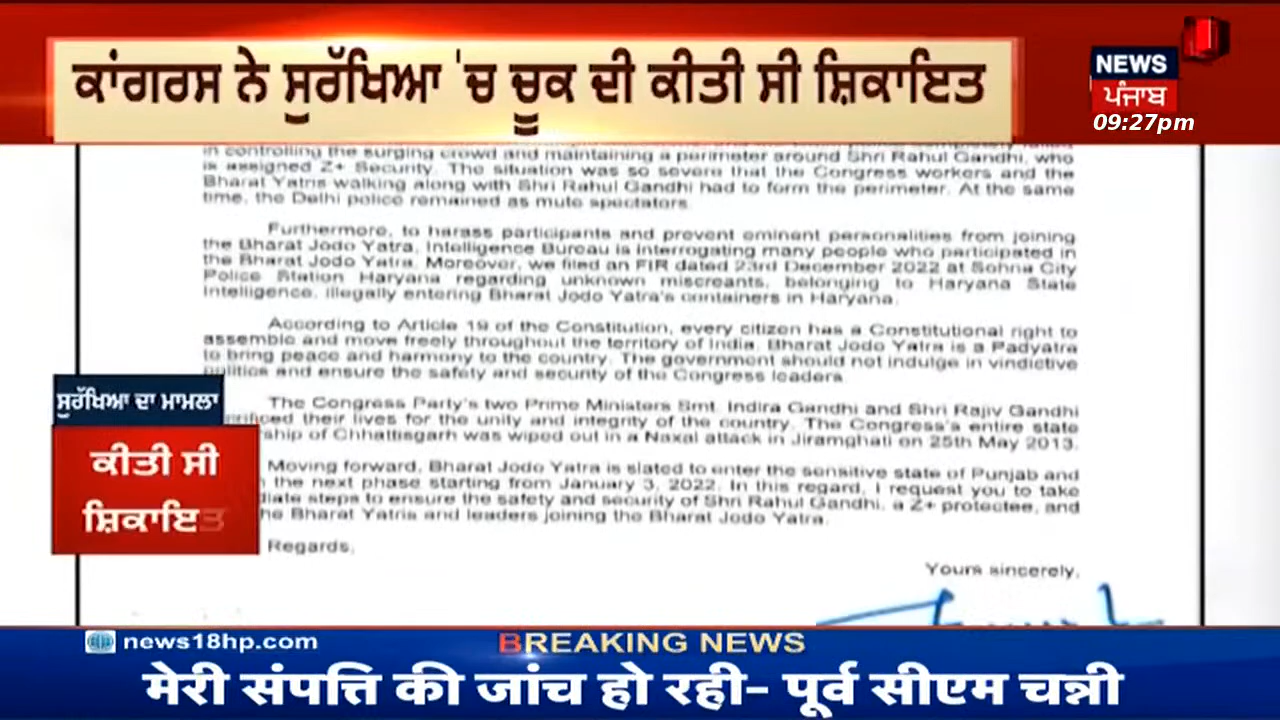 ਕਾਂਗਰਸ ਨੇ ਸੁਰੱਖਿਆ 'ਚ ਚੂਕ ਦੀ ਕੀਤੀ ਸੀ ਸ਼ਿਕਾਇਤ
NEWS
ਪੰਜਾਬ
09:27pm
in controlling the surging crowd and maintaining a perimeter around Shri Rahul Gandhi, who
is assigned Z+ Security. The situation was so severe that the Congress workers and the
Bharat Yatris walking along with Shri Rahul Gandhi had to form the perimeter. At the same
time, the Delhi police remained as mute spectators.
Furthermore, to harass participants and prevent eminent personalities from joining
the Bharat Jodo Yatra, Intelligence Bureau is interrogating many people who participated in
the Bharat Jodo Yatra. Moreover, we filed an FIR dated 23rd December 2022 at Sohna City
Police Station Haryana regarding unknown miscreants, belonging to Haryana State
Intelligence, illegally entering Bharat Jodo Yatra's containers in Haryana.
According to Article 19 of the Constitution, every citizen has a Constitutional right to
assemble and move freely throughout the territory of India. Bharat Jodo Yatra is a Padyatra
to bring peace and harmony to the country. The government should not indulge in vindictive
politics and ensure the safety and security of the Congress leaders.
The Congress Party's two Prime Ministers Smt. Indira Gandhi and Shri Rajiv Gandhi
their lives for the unity and integrity of the country. The Congress's entire state
of Chhattisgarh was wiped out in a Naxal attack in Jiramghati on 25th May 2013.
Moving forward, Bharat Jodo Yatra is slated to enter the sensitive state of Punjab and
the next phase starting from January 3, 2022. In this regard, I request you to take
steps to ensure the safety and security of Shri Rahul Gandhi, a Z+ protectee, and
the Bharat Yatris and leaders joining the Bharat Jodo Yatra.
Regards,
Yours sincerely,
ਸੁਰੱਖਿਆ ਦਾ ਮਾਮਲਾ
ਕੀਤੀ ਸੀ
ਸ਼ਿਕਾਇਤ
news18hp.com
BREAKING NEWS
मेरी संपत्ति की जांच हो रही- पूर्व सीएम चन्नी